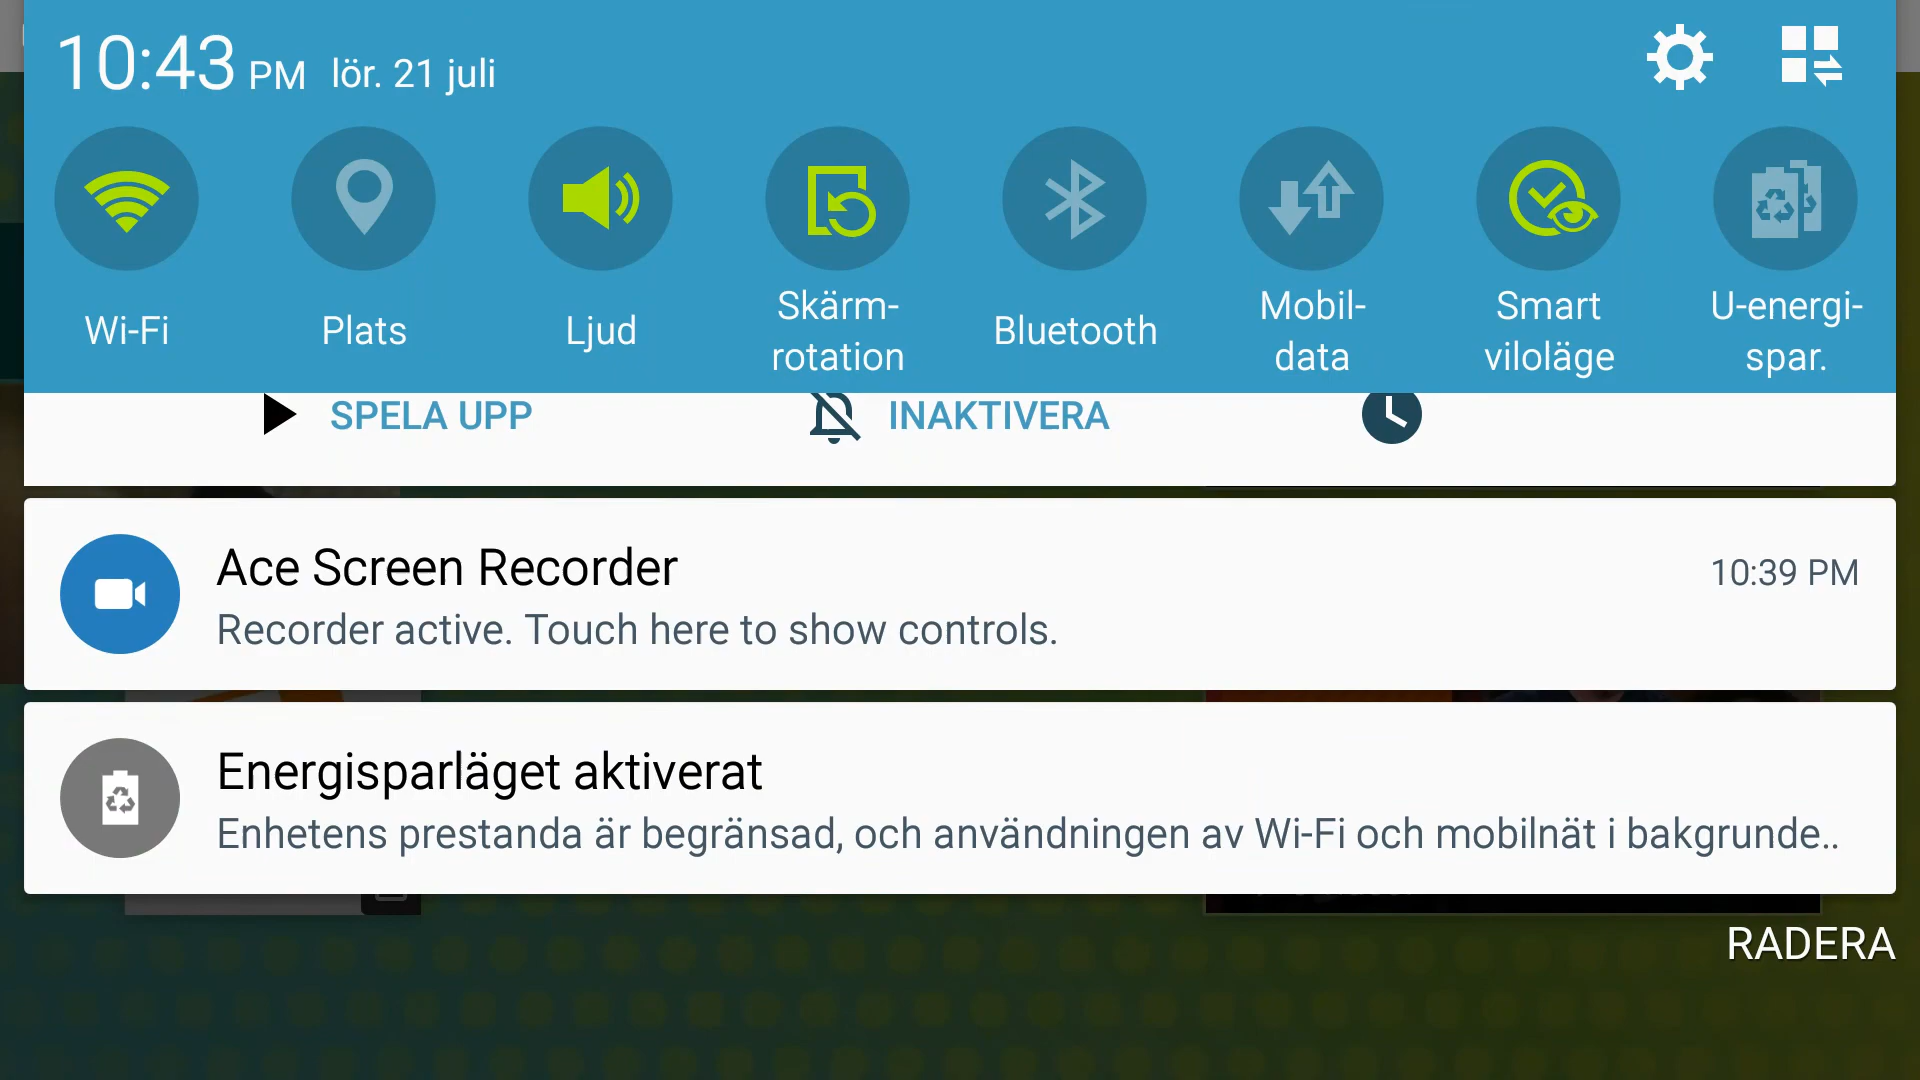 10:43 PM lör. 21 juli
Wi-Fi
Plats
Ljud
Skärm-
rotation
Bluetooth
Mobil-
data
Smart
viloläge
U-energi-
spar.
SPELA UPP
INAKTIVERA
Ace Screen Recorder
10:39 PM
Recorder active. Touch here to show controls.
Energisparläget aktiverat
Enhetens prestanda är begränsad, och användningen av Wi-Fi och mobilnät i bakgrunde..
RADERA